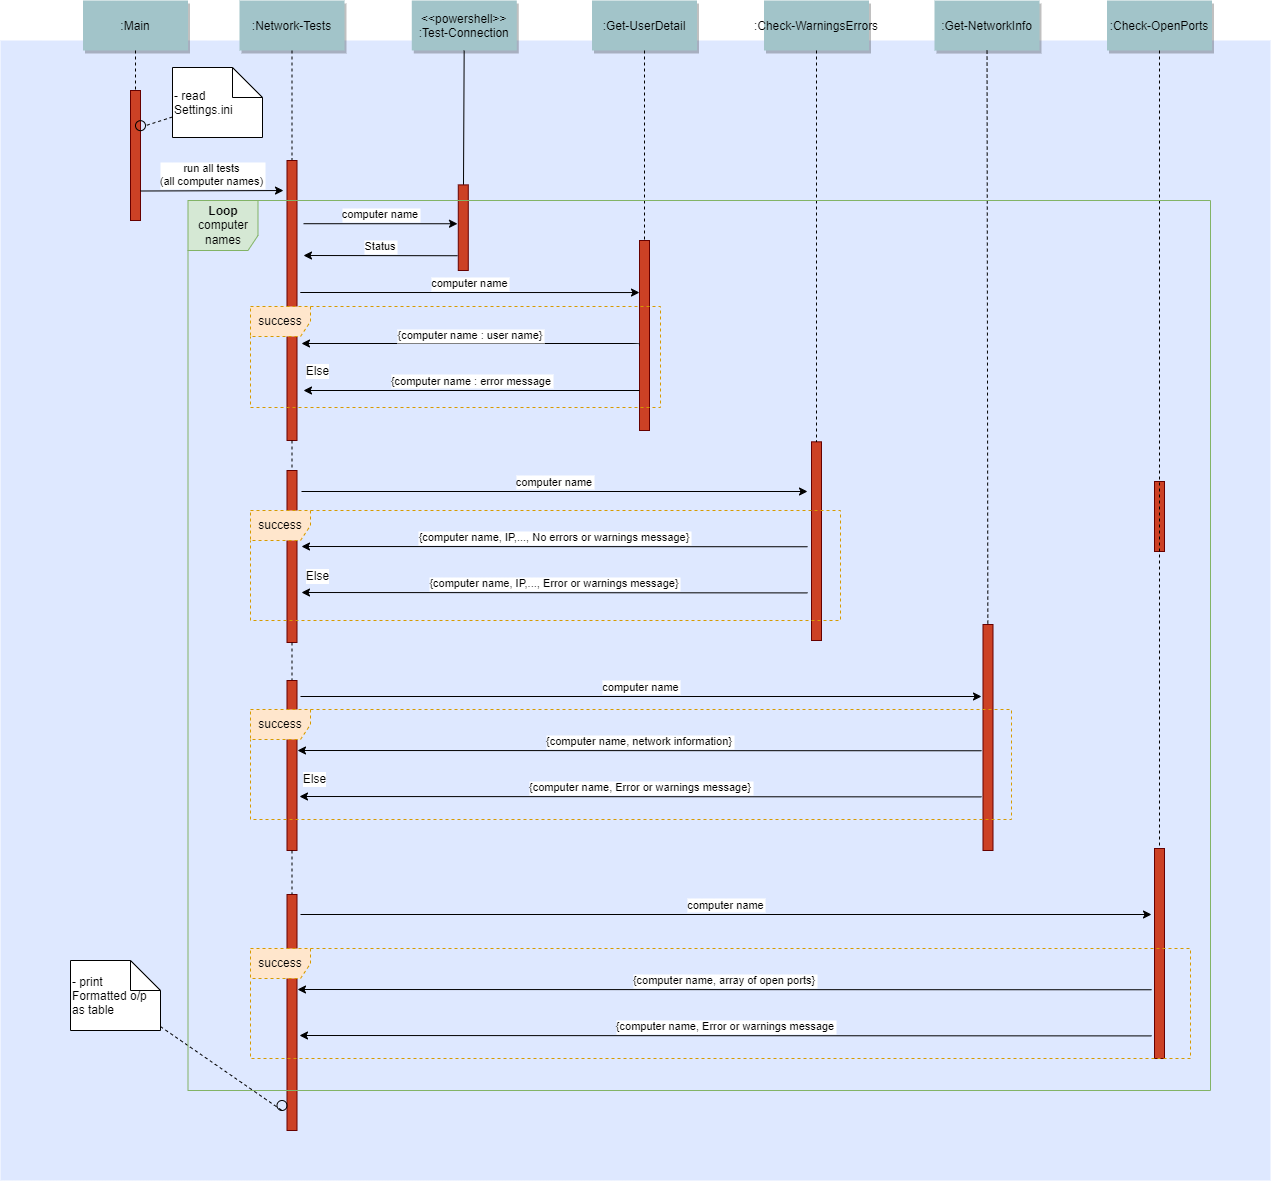 :Main
:Network-Tests
<<powershell>>
:Test-Connection
:Get-UserDetail
:Check-WarningsErrors
:Get-NetworkInfo
:Check-OpenPorts
- read
Settings.ini
run all tests
(all computer names)
Loop
computer
names
computer name
Status
computer name
success
{computer name : user name}
Else
{computer name : error message
computer name
success
{computer name, IP,..., No errors or warnings message}
Else
{computer name, IP,..., Error or warnings message}
computer name
success
{computer name, network information}
Else
{computer name, Error or warnings message}
computer name
success
{computer name, array of open ports}
{computer name, Error or warnings message
- print
Formatted o/p
as table